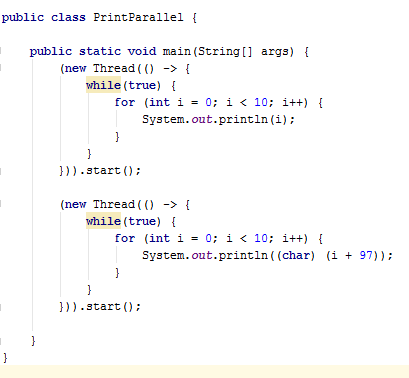 public class PrintParallel {
public static void main(String[] args) {
(new Thread(() -> {
while(true) {
for (int i = 0; i < 10; i++) {
System.out.println(i);
}
}
})).start();
(new Thread(() -> {
while(true) {
for (int i = 0; i < 10; i++) {
System.out.println((char) (i + 97));
}
}
})).start();
}
}